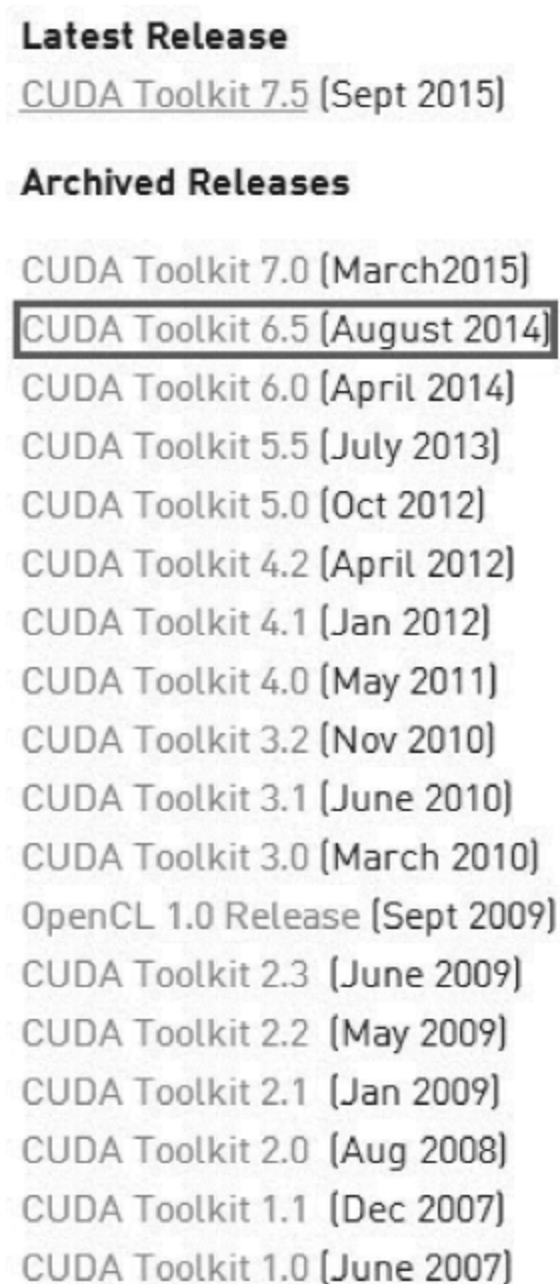 Latest Release
CUDA Toolkit 7.5 (Sept 2015)
Archived Releases
CUDA Toolkit 7.0 (March2015)
CUDA Toolkit 6.5 (August 2014)
CUDA Toolkit 6.0 (April 2014)
CUDA Toolkit 5.5 (July 2013)
CUDA Toolkit 5.0 (Oct 2012)
CUDA Toolkit 4.2 (April 2012)
CUDA Toolkit 4.1 (Jan 2012)
CUDA Toolkit 4.0 (May 2011)
CUDA Toolkit 3.2 (Nov 2010)
CUDA Toolkit 3.1 (June 2010)
CUDA Toolkit 3.0 (March 2010)
OpenCL 1.0 Release (Sept 2009)
CUDA Toolkit 2.3 (June 2009)
CUDA Toolkit 2.2 (May 2009)
CUDA Toolkit 2.1 (Jan 2009)
CUDA Toolkit 2.0 (Aug 2008)
CUDA Toolkit 1.1 (Dec 2007)
CUDA Toolkit 1.0 (June 2007)